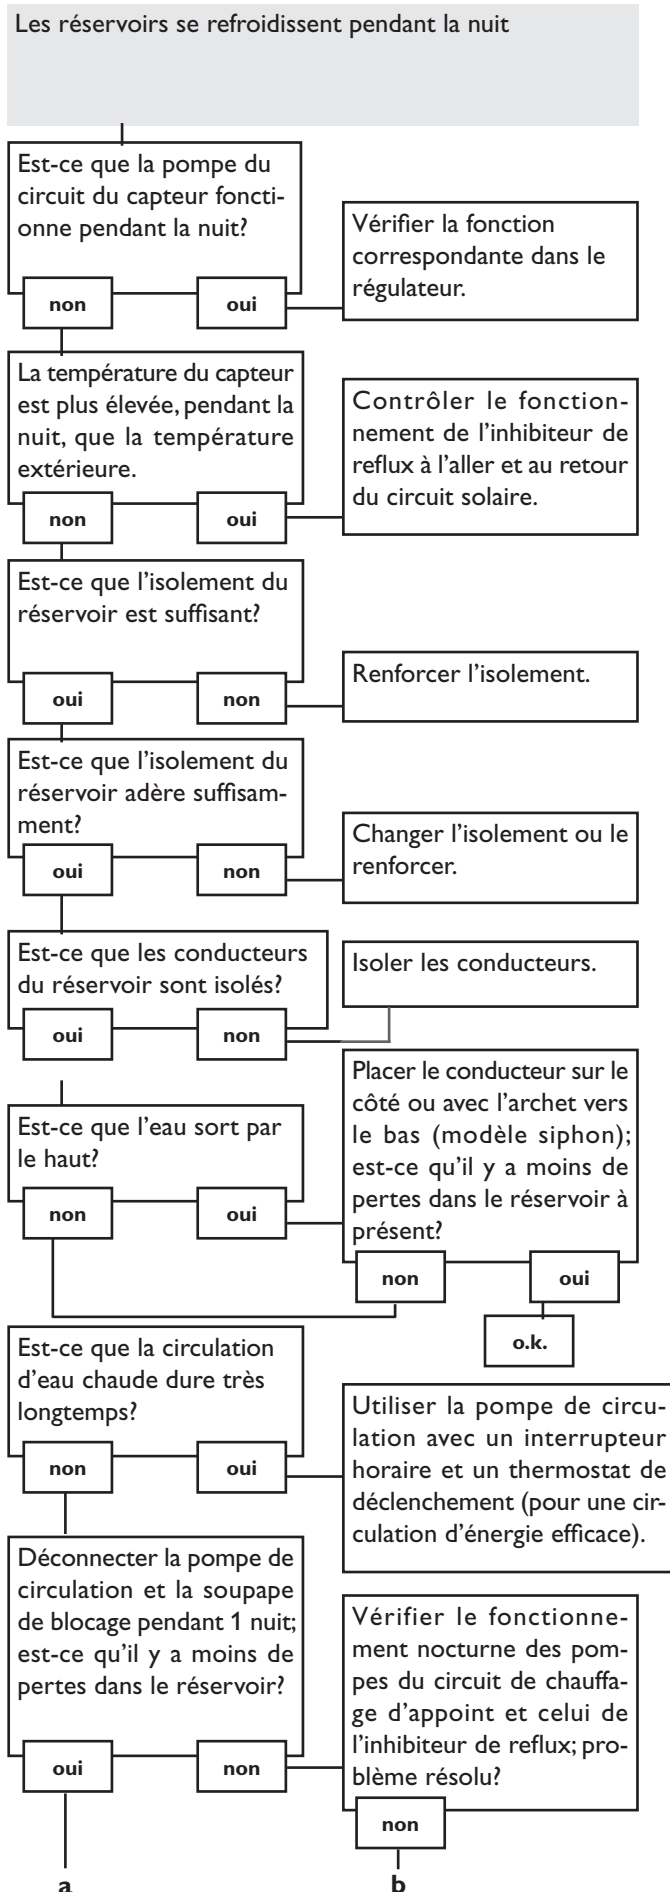 Les réservoirs se refroidissent pendant la nuit
Est-ce que la pompe du
circuit du capteur foncti-
onne pendant la nuit?
non
oui
Vérifier la fonction
correspondante dans le
régulateur.
La température du capteur
est plus élevée, pendant la
nuit, que la température
extérieure.
non
oui
Contrôler le fonction-
nement de l’inhibiteur de
reflux à l’aller et au retour
du circuit solaire.
Est-ce que l’isolement du
réservoir est suffisant?
oui
non
Renforcer l’isolement.
Est-ce que l’isolement du
réservoir adère suffisam-
ment?
oui
non
Changer l’isolement ou le
renforcer.
Est-ce que les conducteurs
du réservoir sont isolés?
oui
non
Isoler les conducteurs.
Est-ce que l’eau sort par
le haut?
non
oui
Placer le conducteur sur le
côté ou avec l’archet vers
le bas (modèle siphon);
est-ce qu’il y a moins de
pertes dans le réservoir à
présent?
non
oui
o.k.
Est-ce que la circulation
d'eau chaude dure très
longtemps?
non
oui
Utiliser la pompe de circu-
lation avec un interrupteur
horaire et un thermostat de
déclenchement (pour une cir-
culation d’énergie efficace).
Déconnecter la pompe de
circulation et la soupape
de blocage pendant 1 nuit;
est-ce qu’il y a moins de
pertes dans le réservoir?
oui
non
Vérifier le fonctionne-
ment nocturne des pom-
pes du circuit de chauffa-
ge d’appoint et celui de
l’inhibiteur de reflux; pro-
blème résolu?
non
a
b